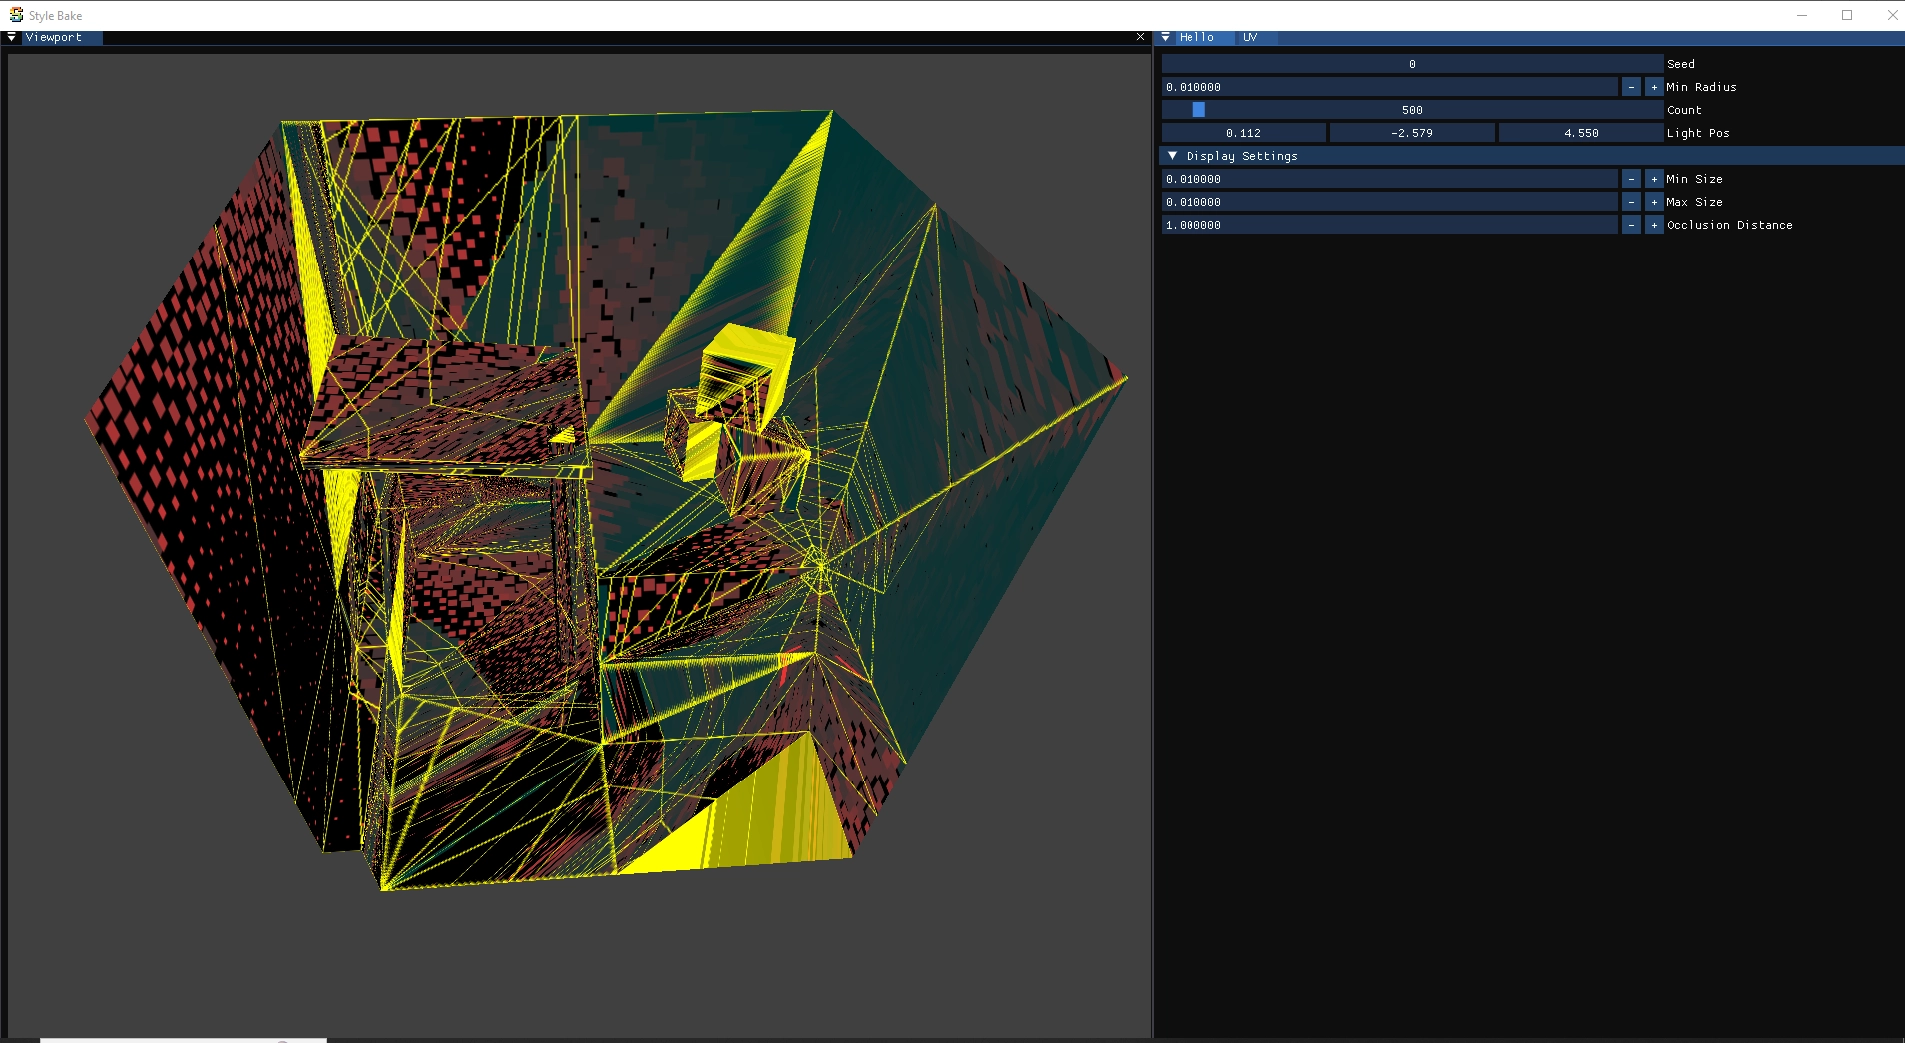 Style Bake
Viewport
Hello UV
0 Seed
0.010000 - + Min Radius
500 Count
0.112 -2.579 4.550 Light Pos
Display Settings
0.010000 - + Min Size
0.010000 - + Max Size
1.000000 - + Occlusion Distance